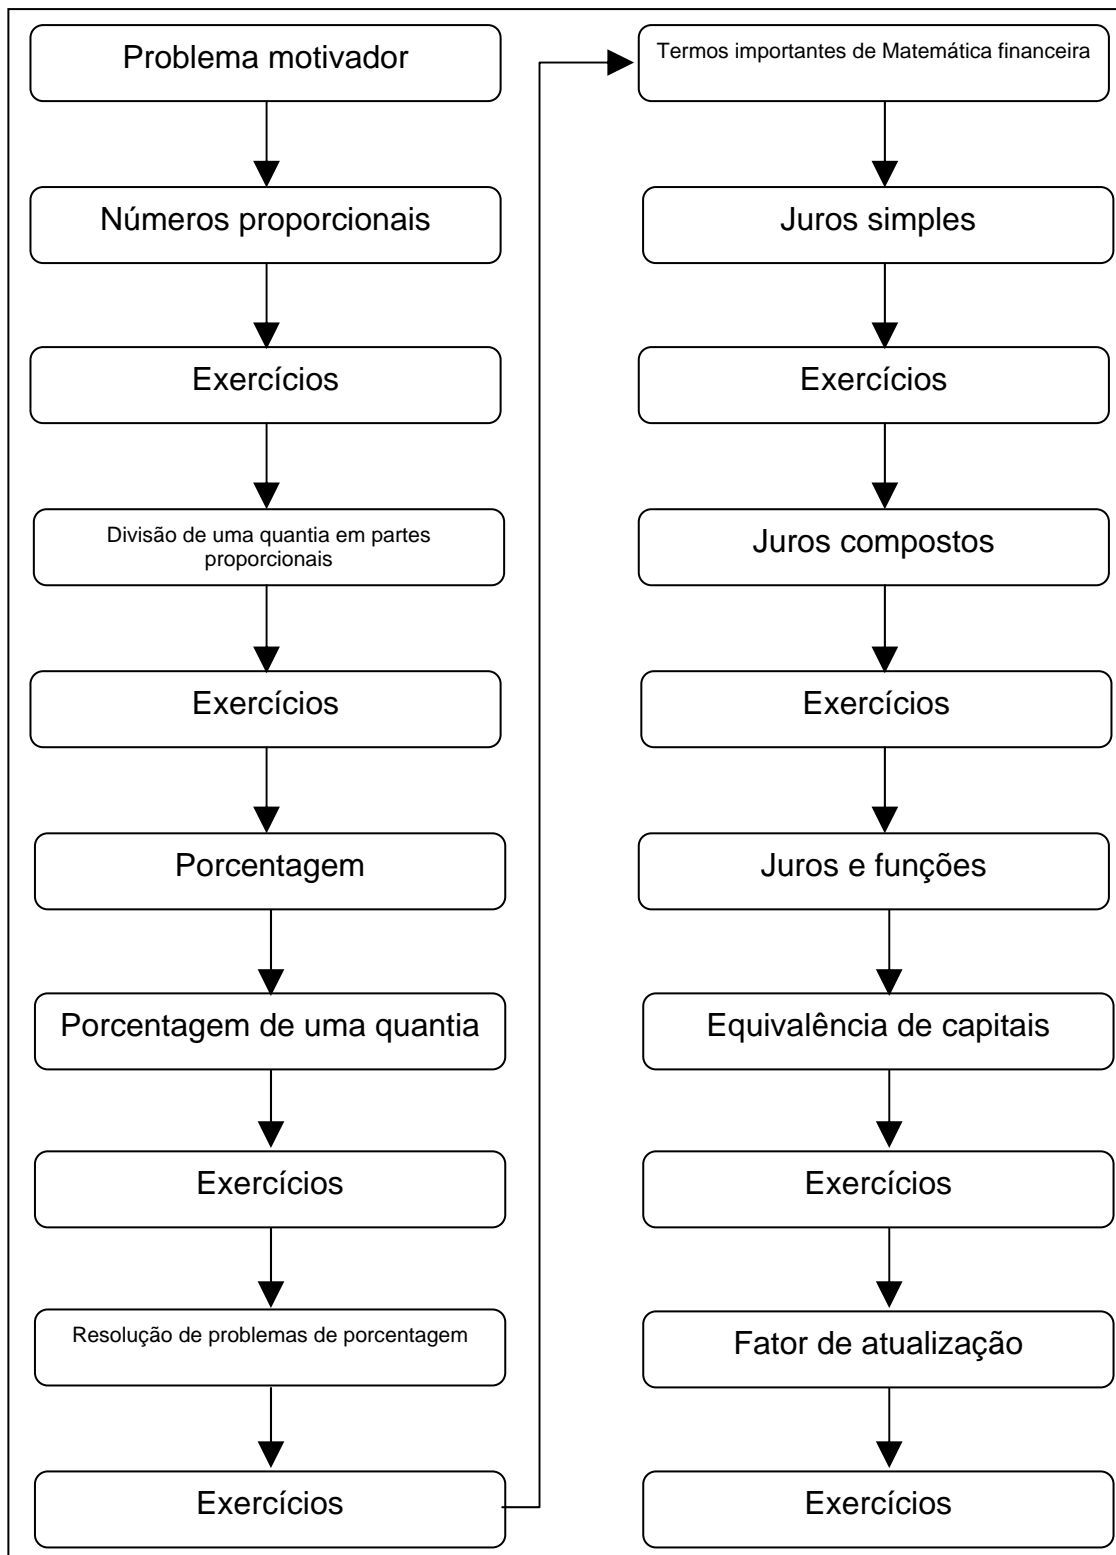 Problema motivador
Números proporcionais
Exercícios
Divisão de uma quantia em partes
proporcionais
Exercícios
Porcentagem
Porcentagem de uma quantia
Exercícios
Resolução de problemas de porcentagem
Exercícios
Termos importantes de Matemática financeira
Juros simples
Exercícios
Juros compostos
Exercícios
Juros e funções
Equivalência de capitais
Exercícios
Fator de atualização
Exercícios